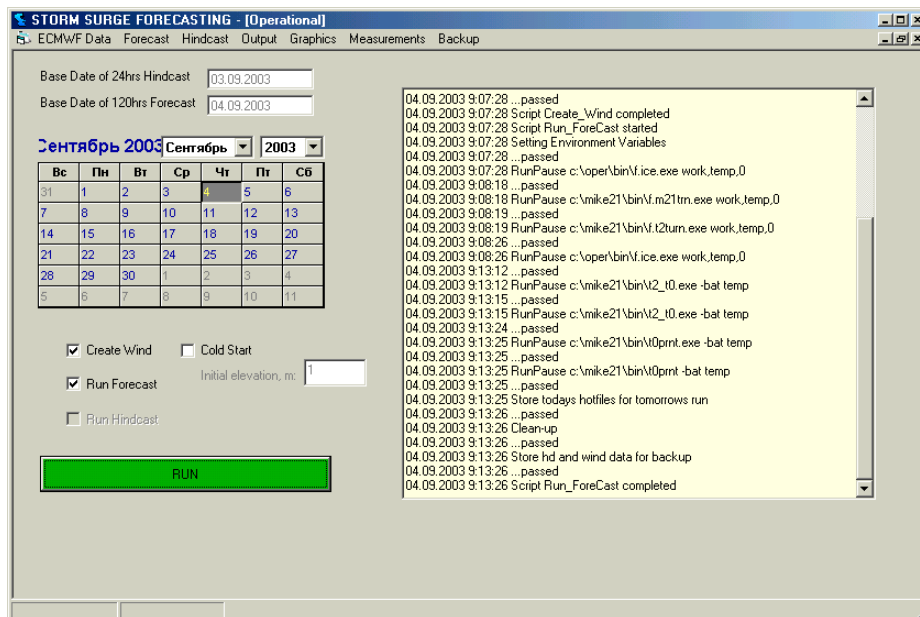 STORM SURGE FORECASTING - [Operational]
ECMWF Data Forecast Hindcast Output Graphics Measurements Backup
Base Date of 24hrs Hindcast 03.09.2003
Base Date of 120hrs Forecast 04.09.2003
Сентябрь 2003 Сентябрь 2003
Вс Пн Вт Ср Чт Пт Сб
31 1 2 3 4 5 6
7 8 9 10 11 12 13
14 15 16 17 18 19 20
21 22 23 24 25 26 27
28 29 30 1 2 3 4
5 6 7 8 9 10 11
Create Wind Cold Start
Initial elevation, m: 1
Run Forecast
Run Hindcast
RUN
04.09.2003 9:07:28 ...passed
04.09.2003 9:07:28 Script Create_Wind completed
04.09.2003 9:07:28 Script Run_ForeCast started
04.09.2003 9:07:28 Setting Environment Variables
04.09.2003 9:07:28 ...passed
04.09.2003 9:07:28 RunPause c:\oper\bin\f.ice.exe work,temp,0
04.09.2003 9:08:18 ...passed
04.09.2003 9:08:18 RunPause c:\mike21\bin\f.m21trn.exe work,temp,0
04.09.2003 9:08:19 ...passed
04.09.2003 9:08:19 RunPause c:\mike21\bin\f.t2turn.exe work,temp,0
04.09.2003 9:08:26 ...passed
04.09.2003 9:08:26 RunPause c:\oper\bin\f.ice.exe work,temp,0
04.09.2003 9:13:12 ...passed
04.09.2003 9:13:12 RunPause c:\mike21\bin\t2_t0.exe -bat temp
04.09.2003 9:13:15 ...passed
04.09.2003 9:13:15 RunPause c:\mike21\bin\t2_t0.exe -bat temp
04.09.2003 9:13:24 ...passed
04.09.2003 9:13:25 RunPause c:\mike21\bin\t0prnt.exe -bat temp
04.09.2003 9:13:25 ...passed
04.09.2003 9:13:25 RunPause c:\mike21\bin\t0prnt -bat temp
04.09.2003 9:13:25 ...passed
04.09.2003 9:13:25 Store todays hotfiles for tomorrows run
04.09.2003 9:13:26 ...passed
04.09.2003 9:13:26 Clean-up
04.09.2003 9:13:26 ...passed
04.09.2003 9:13:26 Store hd and wind data for backup
04.09.2003 9:13:26 ...passed
04.09.2003 9:13:26 Script Run_ForeCast completed